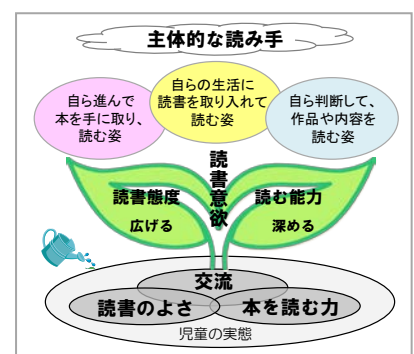 主体的な読み手
自ら進んで
本を手に取り、
読む姿
自らの生活に
読書を取り入れて
読む姿
自ら判断して、
作品や内容を
読む姿
読書意欲
読書態度
広げる
読む能力
深める
交流
読書のよさ
本を読む力
児童の実態